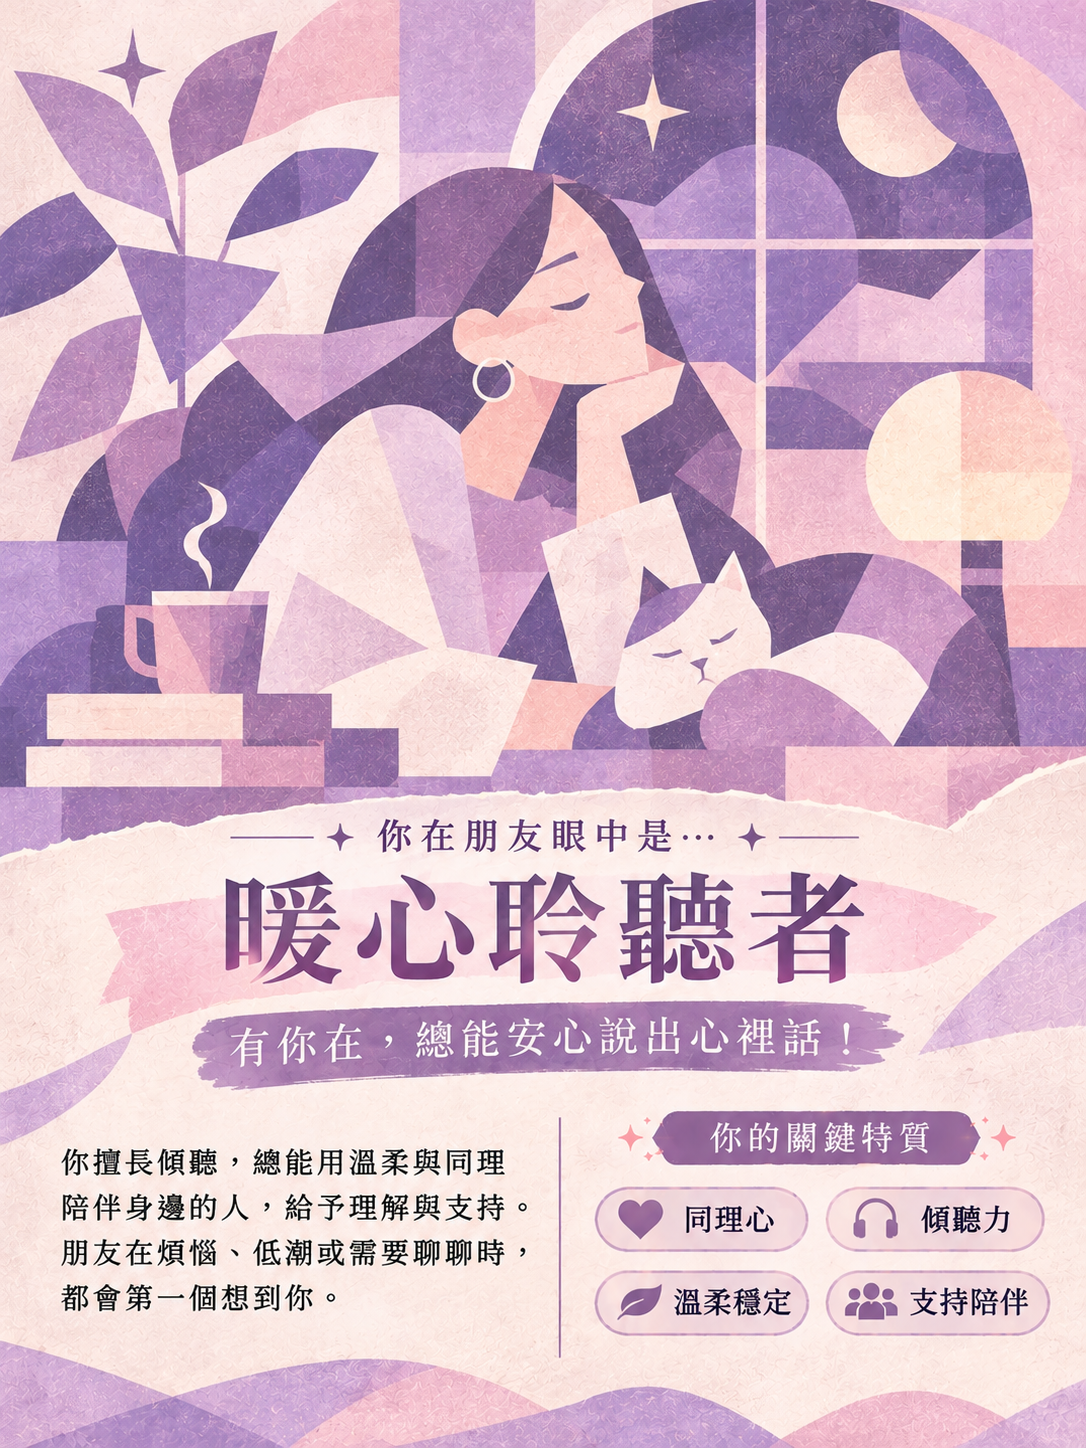 你在朋友眼中是…
暖心聆聽者
有你在，總能安心說出心裡話！
你擅長傾聽，總能用溫柔與同理
陪伴身邊的人，給予理解與支持。
朋友在煩惱、低潮或需要聊聊時，
都會第一個想到你。
你的關鍵特質
同理心
傾聽力
溫柔穩定
支持陪伴